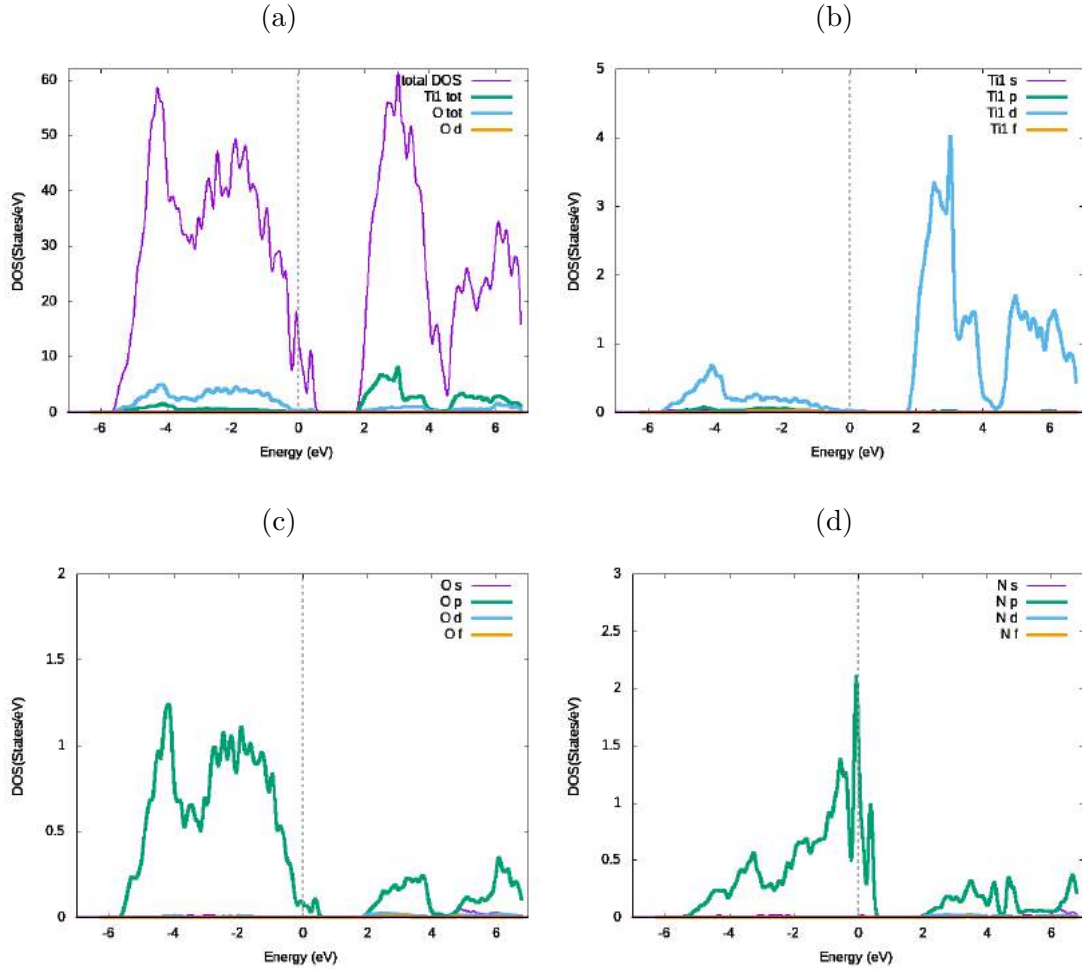 (a)
total DOS
Ti1 tot
O tot
O d
60
50
40
30
20
10
0
-6 -4 -2 0 2 4 6
DOS(States/eV)
Energy (eV)
(b)
Ti1 s
Ti1 p
Ti1 d
Ti1 f
5
4
3
2
1
0
-6 -4 -2 0 2 4 6
DOS(States/eV)
Energy (eV)
(c)
O s
O p
O d
O f
2
1.5
1
0.5
0
-6 -4 -2 0 2 4 6
DOS(States/eV)
Energy (eV)
(d)
N s
N p
N d
N f
3
2.5
2
1.5
1
0.5
0
-6 -4 -2 0 2 4 6
DOS(States/eV)
Energy (eV)